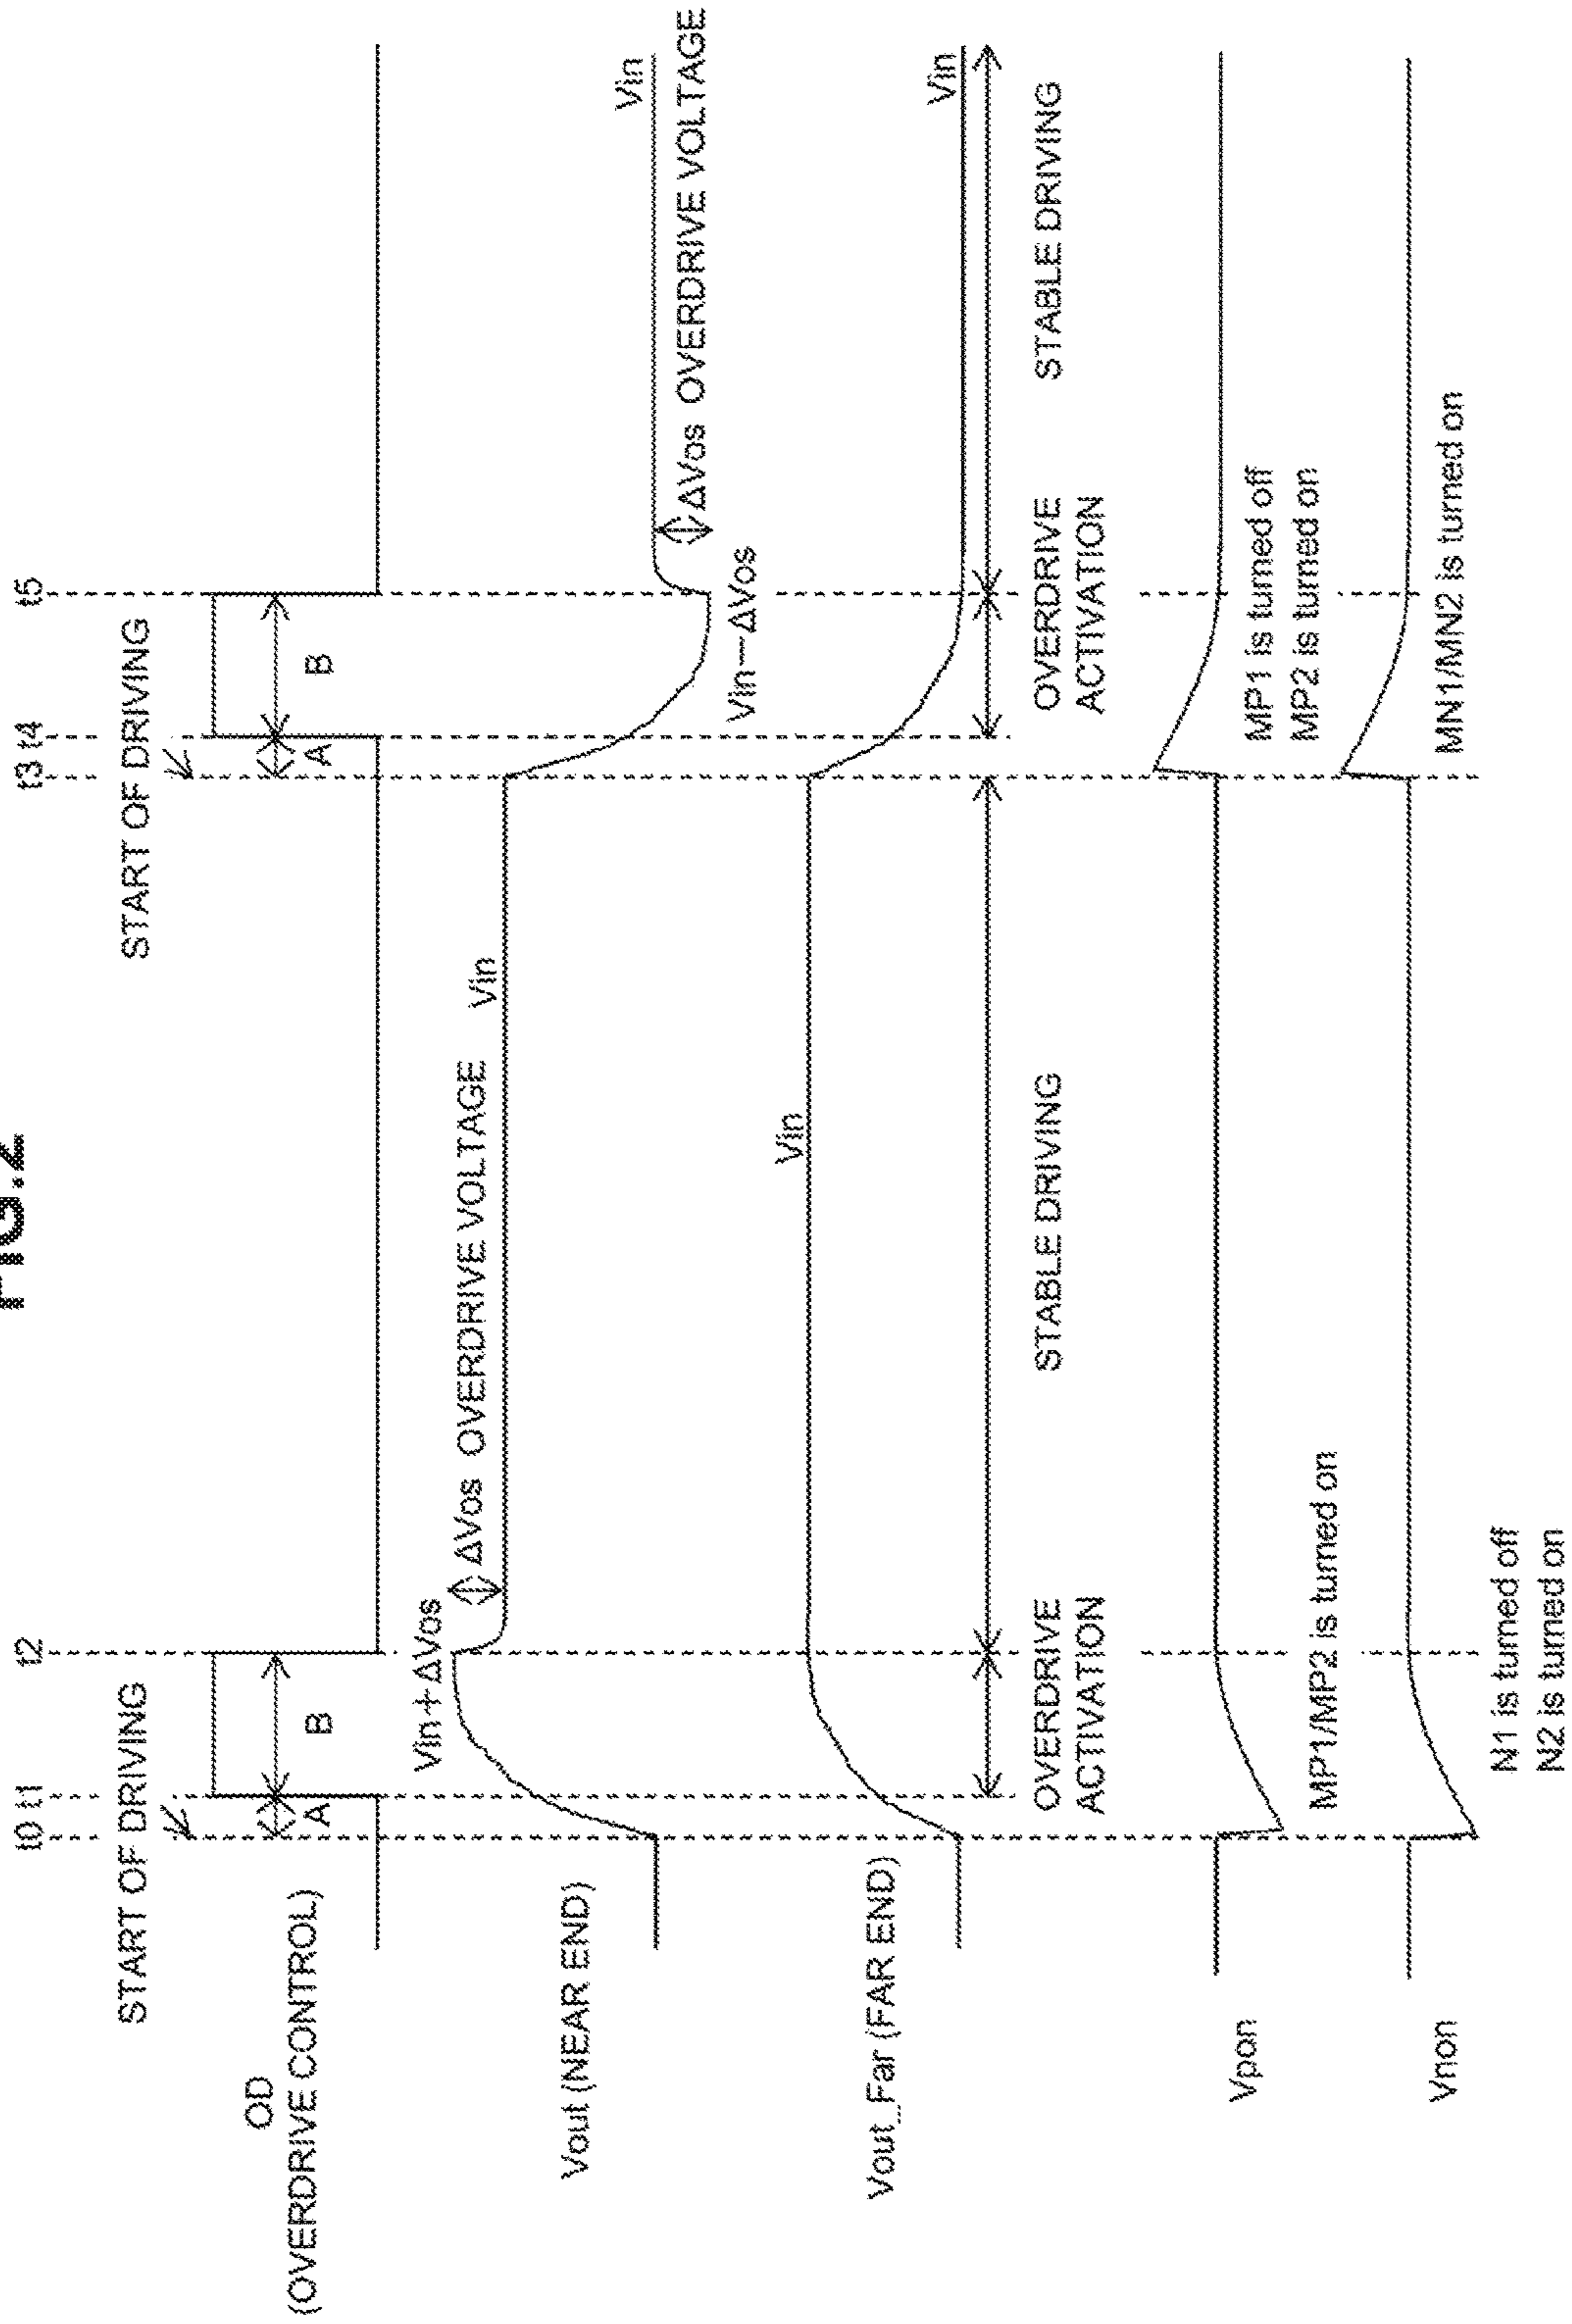 FIG.2
t0 t1 t2 t3 t4 t5
START OF DRIVING START OF DRIVING
OD
(OVERDRIVE CONTROL)
A B A B
Vin+ΔVos
ΔVos OVERDRIVE VOLTAGE Vin
Vout (NEAR END)
Vin
ΔVos OVERDRIVE VOLTAGE
Vin−ΔVos
Vin
Vout_Far (FAR END)
Vin
OVERDRIVE
ACTIVATION
STABLE DRIVING
OVERDRIVE
ACTIVATION
STABLE DRIVING
Vpon
MP1/MP2 is turned on
MP1 is turned off
MP2 is turned on
Vnon
N1 is turned off
N2 is turned on
MN1/MN2 is turned on